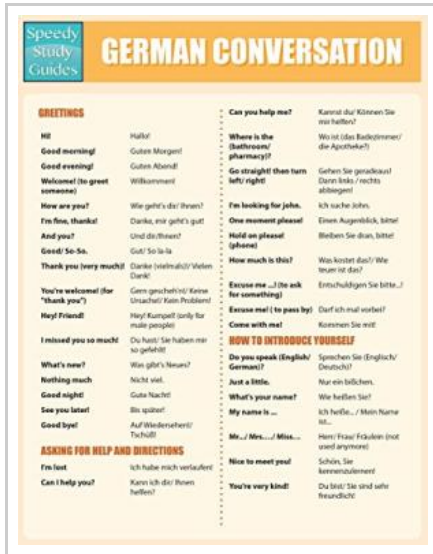 Speedy
Study
Guides
GERMAN CONVERSATION
GREETINGS
Hi! Hallo!
Good morning! Guten Morgen!
Good evening! Guten Abend!
Welcome! (to greet Willkommen!
someone)
How are you? Wie geht's dir/ Ihnen?
I'm fine, thanks! Danke, mir geht's gut!
And you? Und dir/Ihnen?
Good/ So-So. Gut/ So la-la
Thank you (very much)! Danke (vielmals)!/ Vielen
Dank!
You're welcome! (for Gern gescheh'n!/ Keine
"thank you") Ursache!/ Kein Problem!
Hey! Friend! Hey! Kumpel! (only for
male people)
I missed you so much! Du hast/ Sie haben mir
so gefehlt!
What's new? Was gibt's Neues?
Nothing much Nicht viel.
Good night! Gute Nacht!
See you later! Bis später!
Good bye! Auf Wiedersehen!/
Tschüß!
ASKING FOR HELP AND DIRECTIONS
I'm lost Ich habe mich verlaufen!
Can I help you? Kann ich dir/ Ihnen
helfen?
Can you help me? Kannst du/ Können Sie
mir helfen?
Where is the Wo ist (das Badezimmer/
(bathroom/ die Apotheke?)
pharmacy)?
Go straight! then turn Gehen Sie geradeaus!
left/ right! Dann links / rechts
abbiegen!
I'm looking for john. Ich suche John.
One moment please! Einen Augenblick, bitte!
Hold on please! Bleiben Sie dran, bitte!
(phone)
How much is this? Was kostet das?/ Wie
teuer ist das?
Excuse me ...! (to ask Entschuldigen Sie bitte...!
for something)
Excuse me! ( to pass by) Darf ich mal vorbei?
Come with me! Kommen Sie mit!
HOW TO INTRODUCE YOURSELF
Do you speak (English/ Sprechen Sie (Englisch/
German)? Deutsch)?
Just a little. Nur ein bißchen.
What's your name? Wie heißen Sie?
My name is ... Ich heiße... / Mein Name
ist...
Mr.../ Mrs..../ Miss... Herr/ Frau/ Fräulein (not
used anymore)
Nice to meet you! Schön, Sie
kennenzulernen!
You're very kind! Du bist/ Sie sind sehr
freundlich!